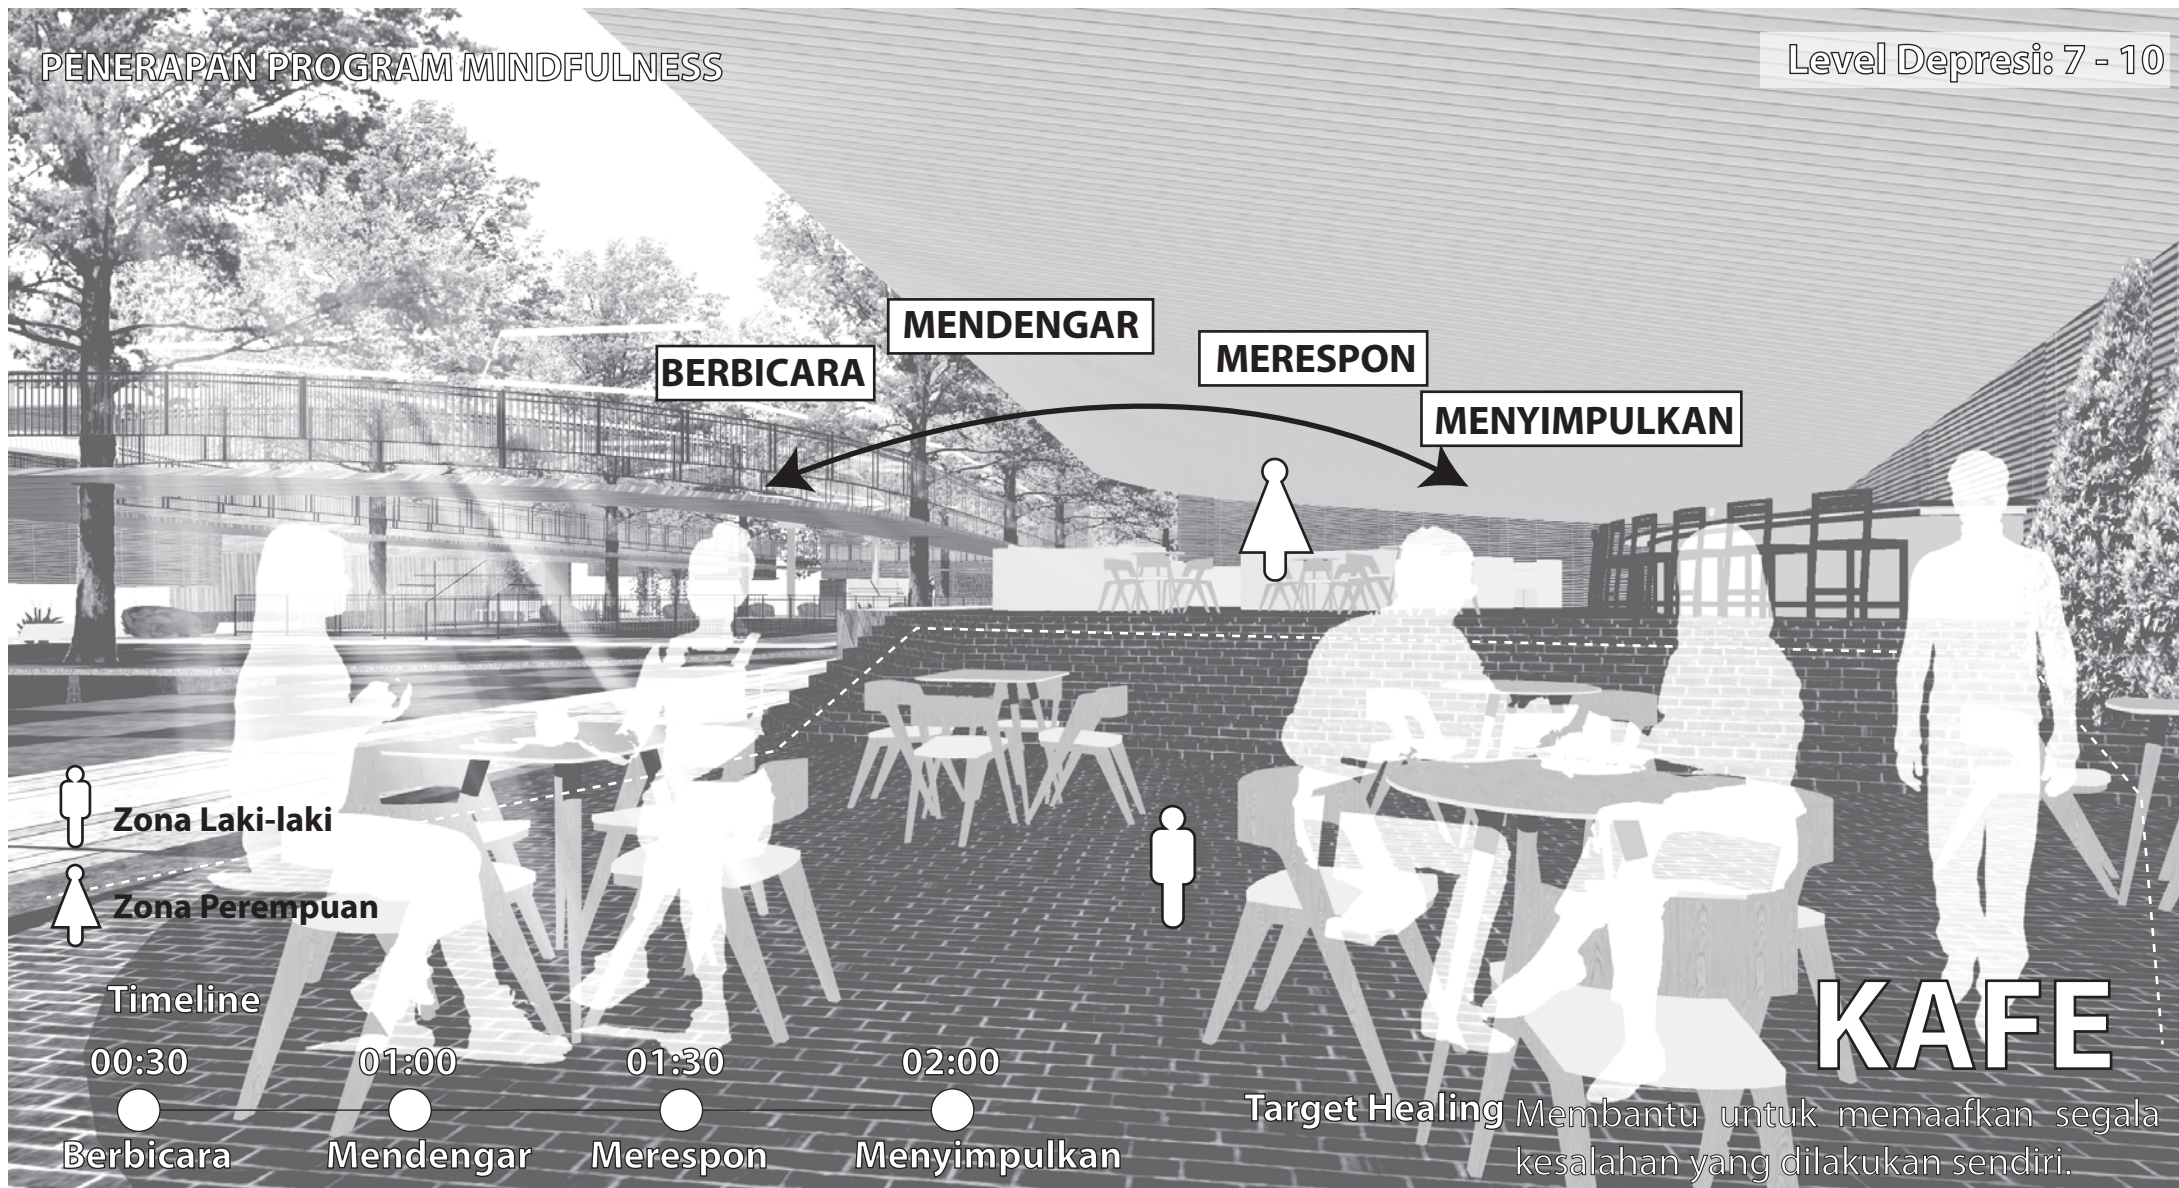 PENERAPAN PROGRAM MINDFULNESS
Level Depresi: 7 - 10
MENDENGAR
BERBICARA
MERESPON
MENYIMPULKAN
Zona Laki-laki
Zona Perempuan
Timeline
00:30 01:00 01:30 02:00
Berbicara Mendengar Merespon Menyimpulkan
KAFE
Target Healing Membantu untuk memaafkan segala
kesalahan yang dilakukan sendiri.